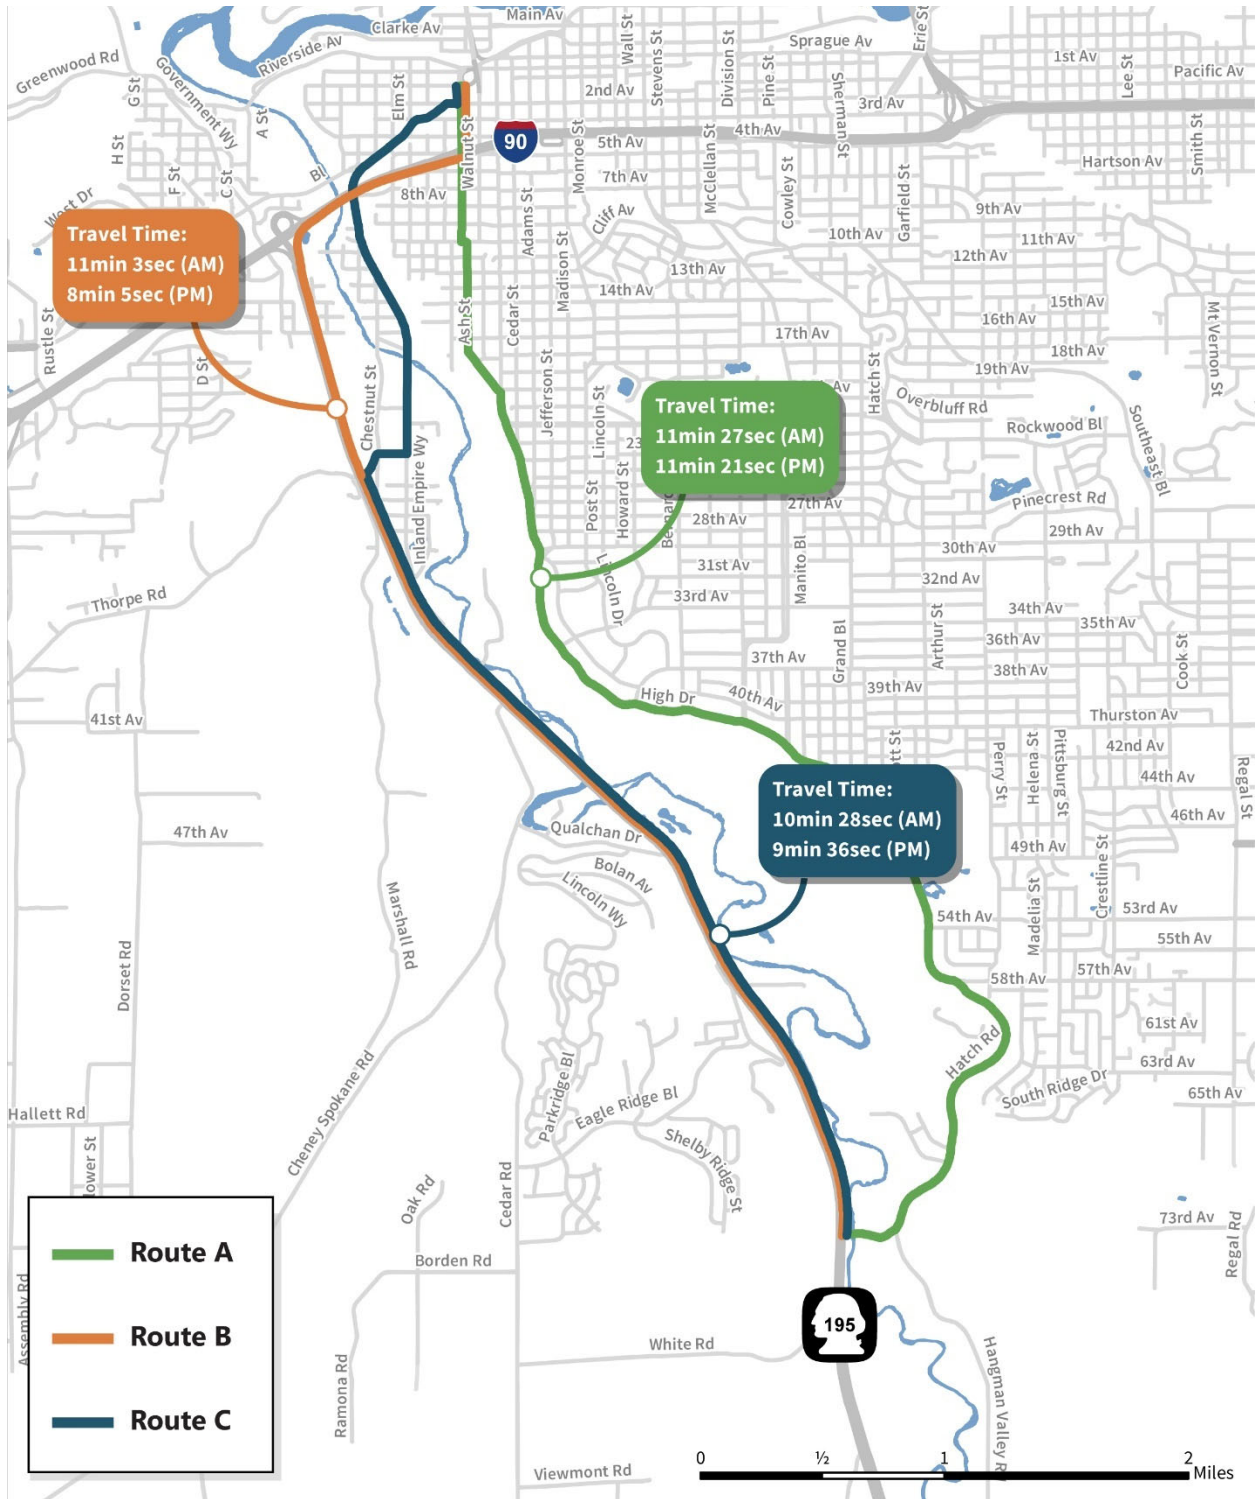 Main Av
Clarke Av
Riverside Av
Greenwood Rd
Government Wy
G St
A St
H St
F St
C St
West Dr
Bl
Elm St
Walnut St
90
Wall St
Stevens St
Division St
Pine St
Sprague Av
Erie St
1st Av
Lee St
Pacific Av
2nd Av
3rd Av
Sherman St
4th Av
5th Av
Monroe St
7th Av
8th Av
McClellan St
Cowley St
Garfield St
Hartson Av
Smith St
9th Av
10th Av
11th Av
12th Av
Adams St
Cliff Av
Madison St
13th Av
14th Av
15th Av
16th Av
17th Av
18th Av
19th Av
Mt Vernon St
Travel Time:
11min 3sec (AM)
8min 5sec (PM)
Rustle St
D St
Ash St
Cedar St
Jefferson St
Lincoln St
Hatch St
Overbluff Rd
Rockwood Bl
Southeast Bl
Travel Time:
11min 27sec (AM)
11min 21sec (PM)
Av
23
Chestnut St
Inland Empire Wy
Post St
Howard St
27th Av
28th Av
Pinecrest Rd
29th Av
30th Av
31st Av
32nd Av
Manito Bl
33rd Av
34th Av
35th Av
Lincoln Dr
Thorpe Rd
Arthur St
36th Av
37th Av
Grand Bl
38th Av
39th Av
Cook St
High Dr
40th Av
41st Av
Thurston Av
42nd Av
Perry St
Helena St
Pittsburg St
44th Av
Regal St
46th Av
Travel Time:
10min 28sec (AM)
9min 36sec (PM)
47th Av
Qualchan Dr
Bolan Av
Lincoln Wy
49th Av
Crestline St
Madelia St
53rd Av
54th Av
55th Av
57th Av
58th Av
Marshall Rd
Dorset Rd
61st Av
63rd Av
65th Av
Hatch Rd
South Ridge Dr
Cheney Spokane Rd
Parkridge Bl
Eagle Ridge Bl
Shelby Ridge St
Hallett Rd
lower St
Oak Rd
Cedar Rd
73rd Av
Regal Rd
Borden Rd
Assembly Rd
Ramona Rd
White Rd
195
Hangman Valley R
Viewmont Rd
Route A
Route B
Route C
0
½
1
2
Miles